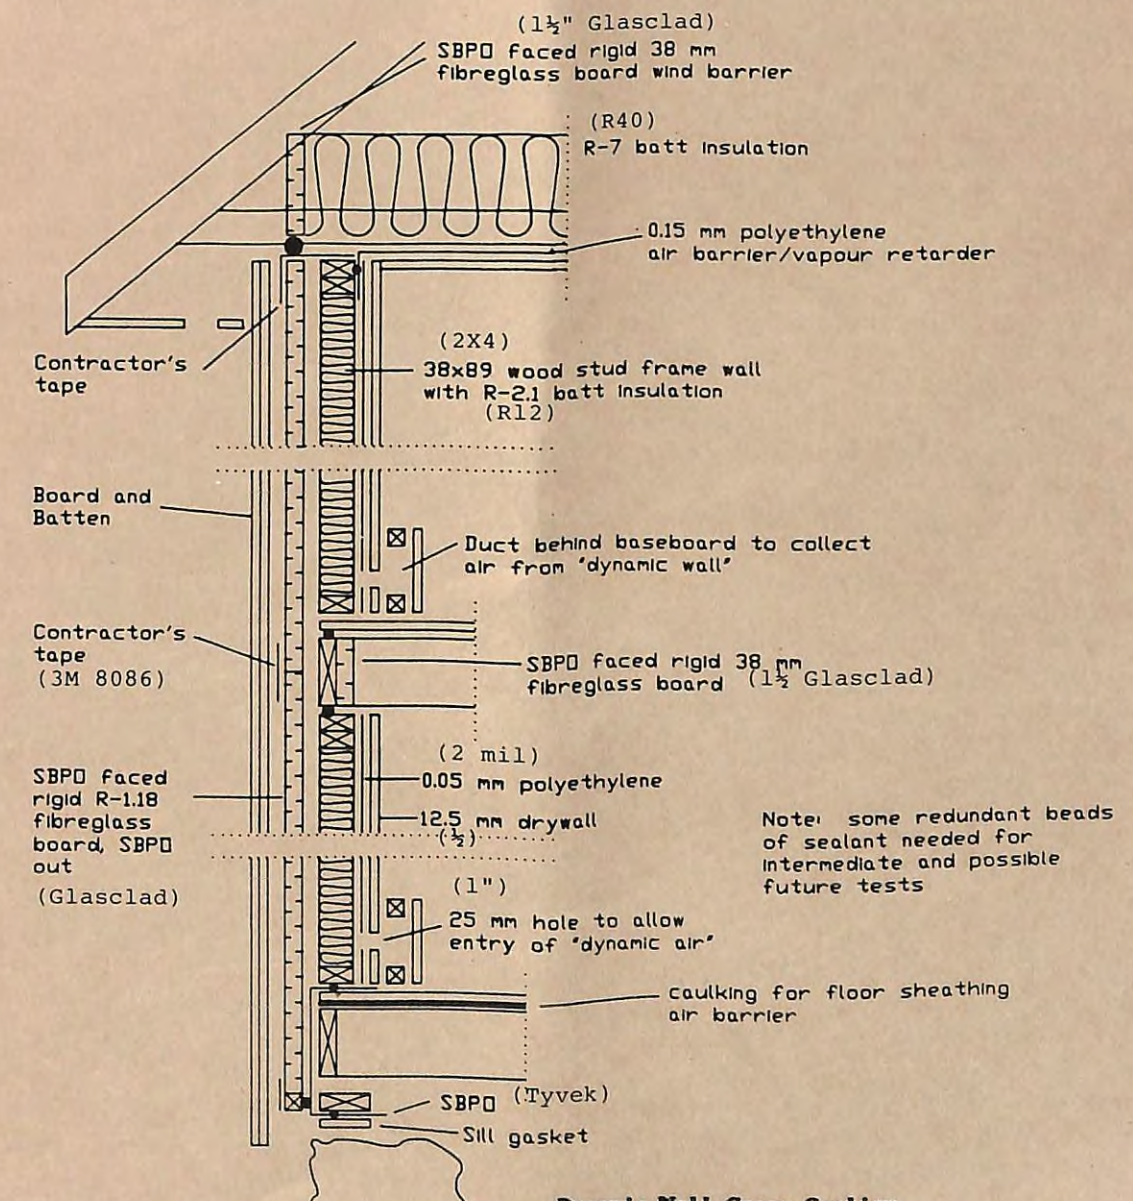 (1½" Glasclad)
SBPO faced rigid 38 mm
fibreglass board wind barrier
(R40)
R-7 batt insulation
0.15 mm polyethylene
air barrier/vapour retarder
Contractor's
tape
(2X4)
38x89 wood stud frame wall
with R-2.1 batt insulation
(R12)
Board and
Batten
Duct behind baseboard to collect
air from "dynamic wall"
Contractor's
tape
(3M 8086)
SBPO faced rigid 38 mm
fibreglass board (1½ Glasclad)
(2 mil)
0.05 mm polyethylene
12.5 mm drywall
(½)
SBPO faced
rigid R-1.18
fibreglass
board, SBPO
out
(Glasclad)
Note: some redundant beads
of sealant needed for
intermediate and possible
future tests
(1")
25 mm hole to allow
entry of "dynamic air"
caulking for floor sheathing
air barrier
SBPO (Tyvek)
Sill gasket